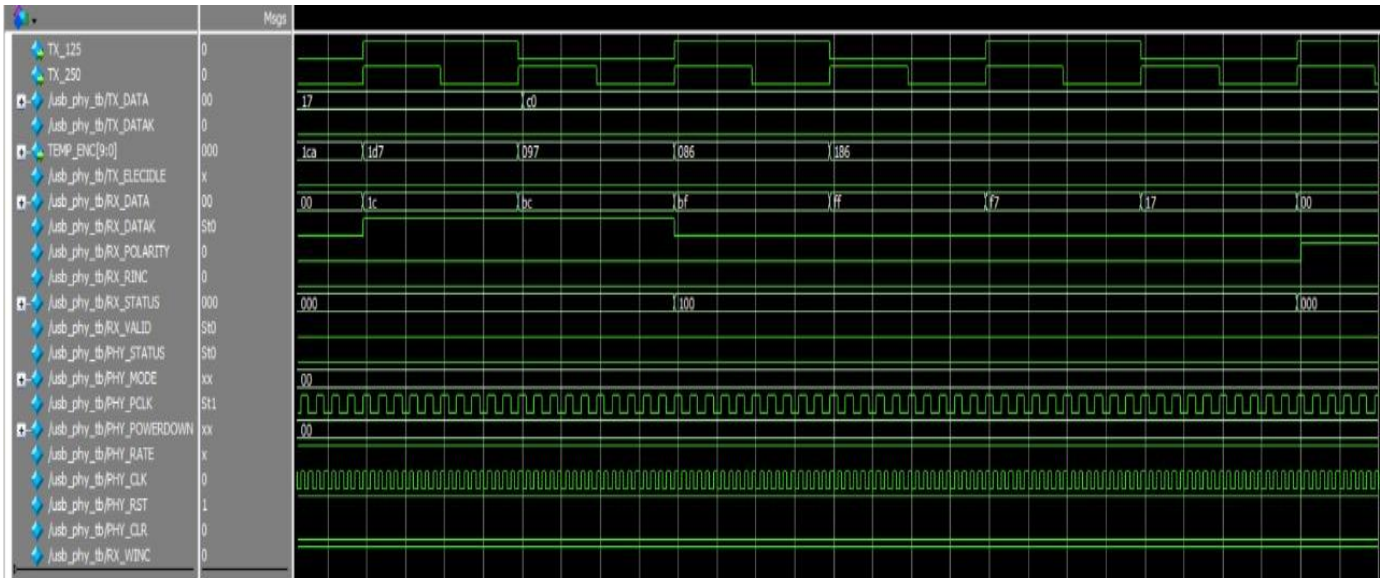 Msgs
TX_125 0
TX_250 0
/usb_phy_tb/TX_DATA 00 17 c0
/usb_phy_tb/TX_DATAK 0
TEMP_ENC[9:0] 000 1ca 1d7 097 086 186
/usb_phy_tb/TX_ELECIDLE x
/usb_phy_tb/RX_DATA 00 00 1c bc bf ff f7 17 00
/usb_phy_tb/RX_DATAK St0
/usb_phy_tb/RX_POLARITY 0
/usb_phy_tb/RX_RINC 0
/usb_phy_tb/RX_STATUS 000 000 100 000
/usb_phy_tb/RX_VALID St0
/usb_phy_tb/PHY_STATUS St0
/usb_phy_tb/PHY_MODE xx 00
/usb_phy_tb/PHY_PCLK St1
/usb_phy_tb/PHY_POWERDOWN xx 00
/usb_phy_tb/PHY_RATE x
/usb_phy_tb/PHY_CLK 0
/usb_phy_tb/PHY_RST 1
/usb_phy_tb/PHY_CLR 0
/usb_phy_tb/RX_WINC 0